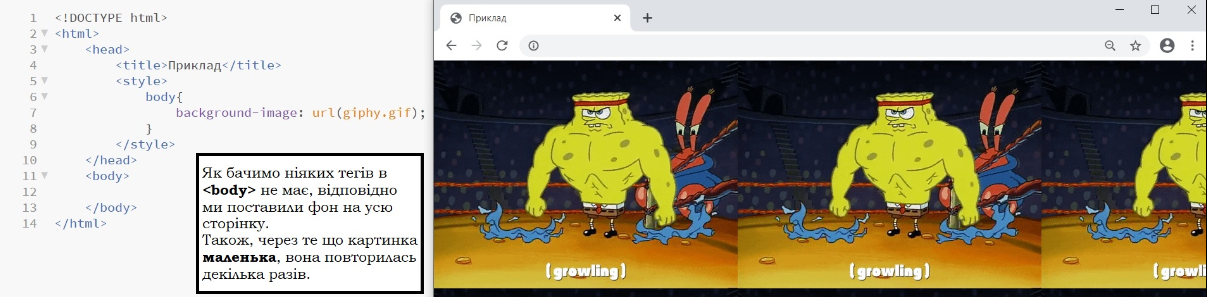 1 <!DOCTYPE html>
2 <html>
3 <head>
4 <title>Приклад</title>
5 <style>
6 body{
7 background-image: url(giphy.gif);
8 }
9 </style>
10 </head>
11 <body>
12
13 </body>
14 </html>
Як бачимо ніяких тегів в
<body> не має, відповідно
ми поставили фон на усю
сторінку.
Також, через те що картинка
маленька, вона повторилась
декілька разів.
Приклад
(growling)
(growling)
(growli